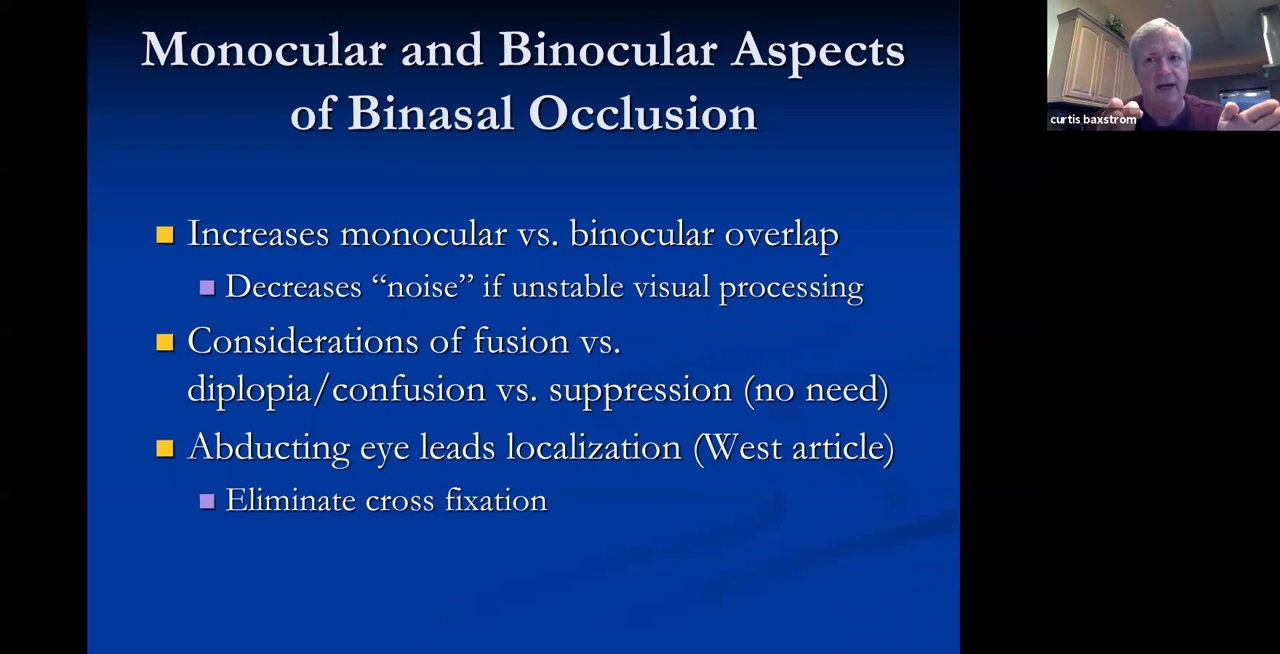 Monocular and Binocular Aspects
of Binasal Occlusion
Increases monocular vs. binocular overlap
Decreases “noise” if unstable visual processing
Considerations of fusion vs.
diplopia/confusion vs. suppression (no need)
Abducting eye leads localization (West article)
Eliminate cross fixation
curtis baxstrom